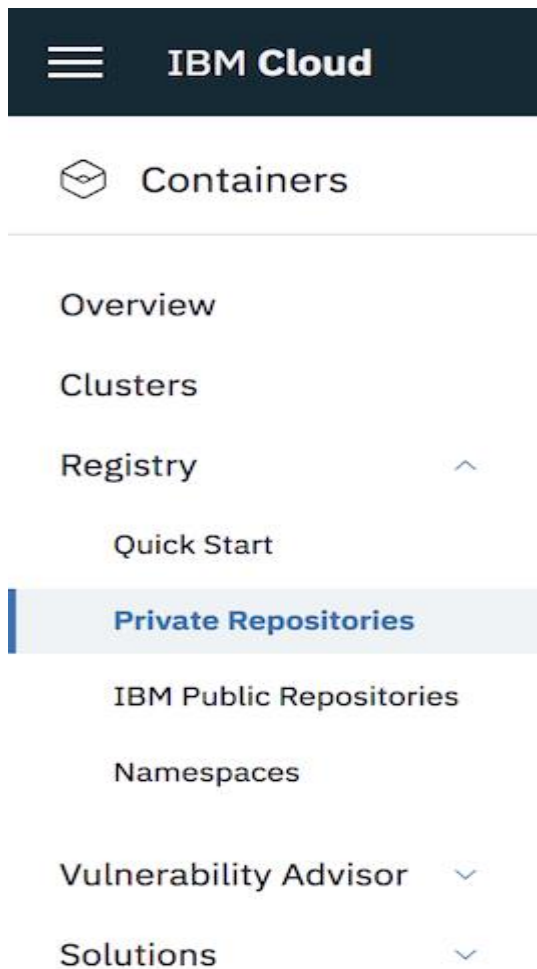 IBM Cloud
Containers
Overview
Clusters
Registry
Quick Start
Private Repositories
IBM Public Repositories
Namespaces
Vulnerability Advisor
Solutions